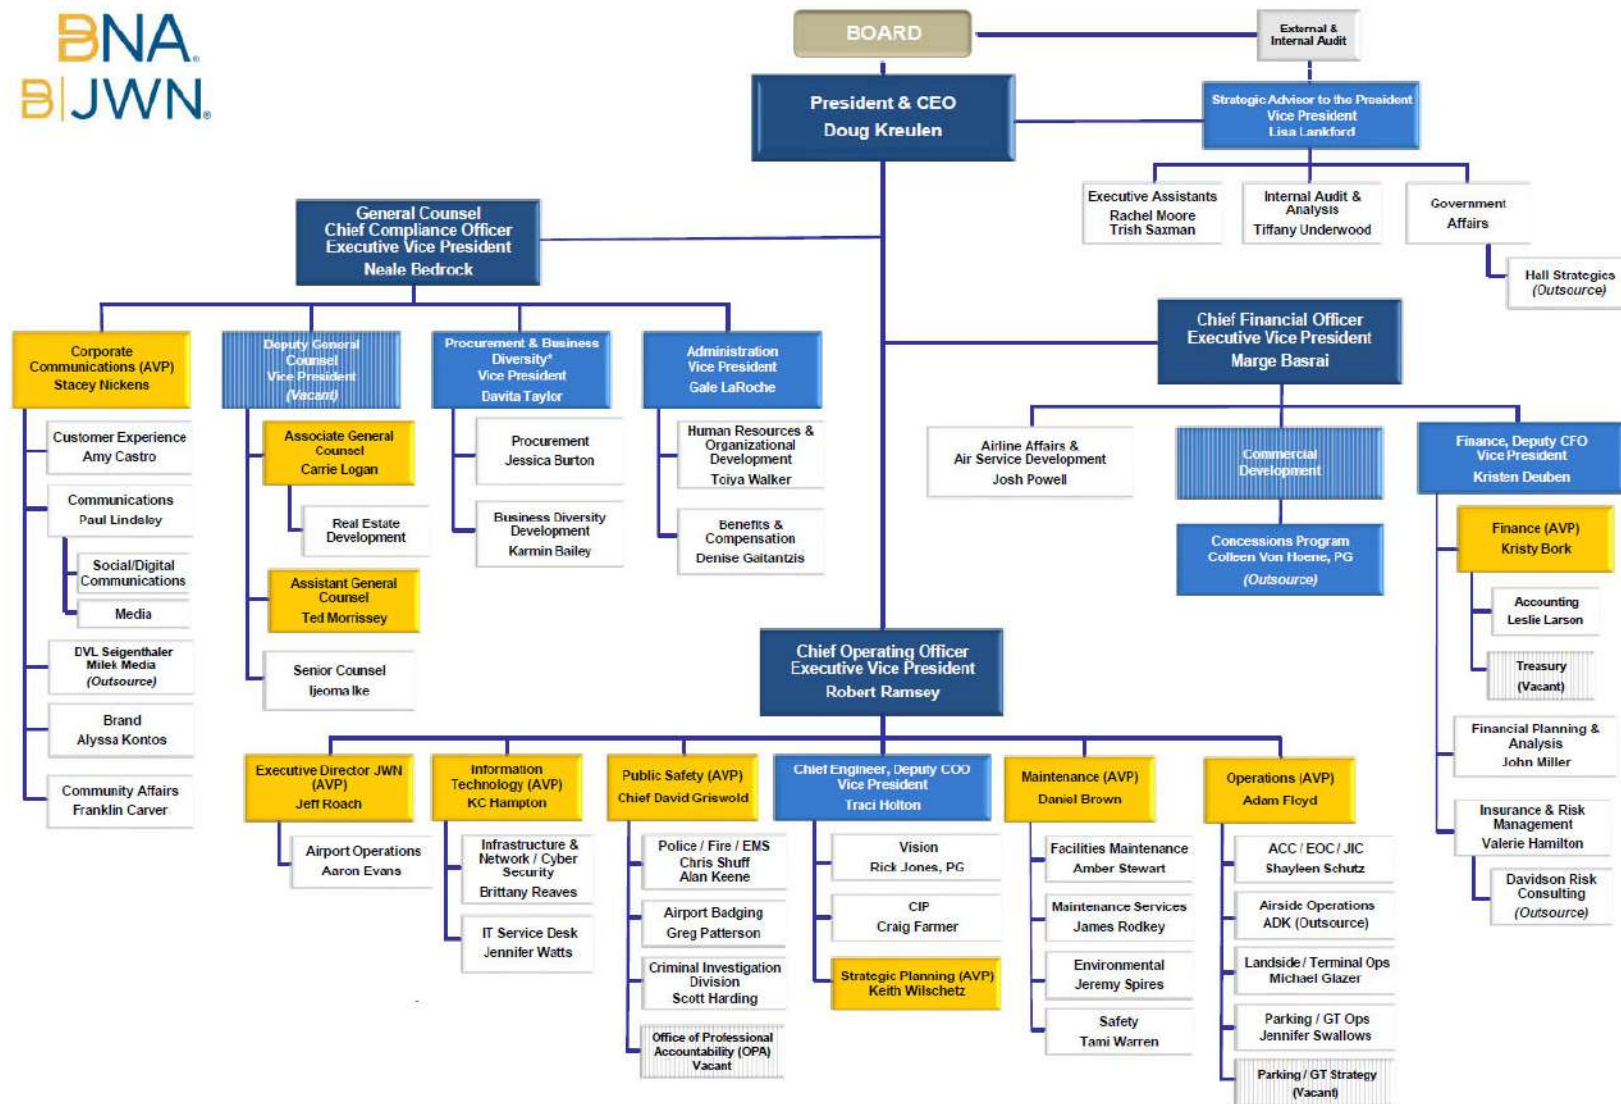 BNA®
B|JWN®
BOARD
External &
Internal Audit
President & CEO
Doug Kreulen
Strategic Advisor to the President
Vice President
Lisa Lankford
Executive Assistants
Rachel Moore
Trish Saxman
Internal Audit &
Analysis
Tiffany Underwood
Government
Affairs
Hall Strategies
(Outsource)
General Counsel
Chief Compliance Officer
Executive Vice President
Neale Bedrock
Corporate
Communications (AVP)
Stacey Nickens
Customer Experience
Amy Castro
Communications
Paul Lindsley
Social/Digital
Communications
Media
DVL Seigenthaler
Milek Media
(Outsource)
Brand
Alyssa Kontos
Community Affairs
Franklin Carver
Deputy General
Counsel
Vice President
(Vacant)
Associate General
Counsel
Carrie Logan
Real Estate
Development
Assistant General
Counsel
Ted Morrissey
Senior Counsel
Ijeoma Ike
Procurement & Business
Diversity*
Vice President
Davita Taylor
Procurement
Jessica Burton
Business Diversity
Development
Karmin Bailey
Administration
Vice President
Gale LaRoche
Human Resources &
Organizational
Development
Toiya Walker
Benefits &
Compensation
Denise Gaitantzis
Chief Financial Officer
Executive Vice President
Marge Basrai
Airline Affairs &
Air Service Development
Josh Powell
Commercial
Development
Concessions Program
Colleen Von Hoene, PG
(Outsource)
Finance, Deputy CFO
Vice President
Kristen Deuben
Finance (AVP)
Kristy Bork
Accounting
Leslie Larson
Treasury
(Vacant)
Financial Planning &
Analysis
John Miller
Insurance & Risk
Management
Valerie Hamilton
Davidson Risk
Consulting
(Outsource)
Chief Operating Officer
Executive Vice President
Robert Ramsey
Executive Director JWN
(AVP)
Jeff Roach
Airport Operations
Aaron Evans
Information
Technology (AVP)
KC Hampton
Infrastructure &
Network / Cyber
Security
Brittany Reaves
IT Service Desk
Jennifer Watts
Public Safety (AVP)
Chief David Griswold
Police / Fire / EMS
Chris Shuff
Alan Keene
Airport Badging
Greg Patterson
Criminal Investigation
Division
Scott Harding
Office of Professional
Accountability (OPA)
Vacant
Chief Engineer, Deputy COO
Vice President
Traci Holton
Vision
Rick Jones, PG
CIP
Craig Farmer
Strategic Planning (AVP)
Keith Wilschetz
Maintenance (AVP)
Daniel Brown
Facilities Maintenance
Amber Stewart
Maintenance Services
James Rodkey
Environmental
Jeremy Spires
Safety
Tami Warren
Operations (AVP)
Adam Floyd
ACC / EOC / JIC
Shayleen Schutz
Airside Operations
ADK (Outsource)
Landside / Terminal Ops
Michael Glazer
Parking / GT Ops
Jennifer Swallows
Parking / GT Strategy
(Vacant)